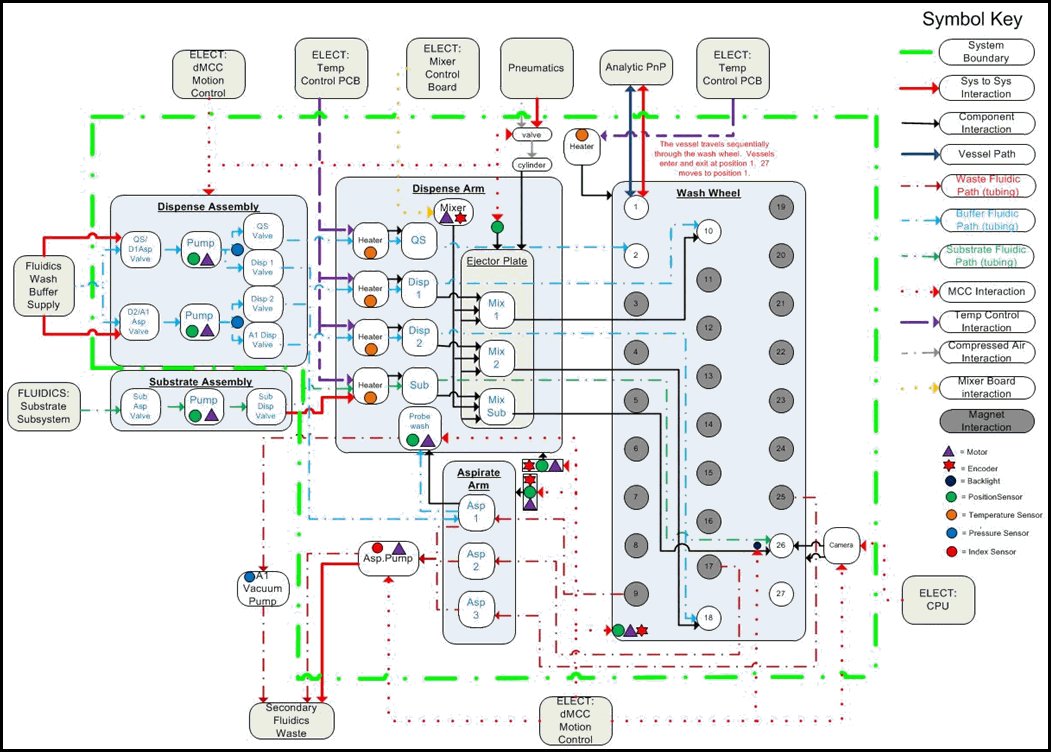 Symbol Key
System
Boundary
Sys to Sys
Interaction
Component
Interaction
Vessel Path
Waste Fluidic
Path (tubing)
Buffer Fluidic
Path (tubing)
Substrate Fluidic
Path (tubing)
MCC Interaction
Temp Control
Interaction
Compressed Air
Interaction
Mixer Board
interaction
Magnet
Interaction
= Motor
= Encoder
= Backlight
= PositionSensor
= Temperature Sensor
= Pressure Sensor
= Index Sensor
ELECT:
dMCC
Motion
Control
ELECT:
Temp
Control PCB
ELECT:
Mixer
Control
Board
Pneumatics
Analytic PnP
ELECT:
Temp
Control PCB
valve
cylinder
Heater
The vessel travels sequentially
through the wash wheel. Vessels
enter and exit at position 1. 27
moves to position 1.
Dispense Assembly
QS/
D1Asp
Valve
Pump
QS
Valve
Disp 1
Valve
D2/A1
Asp
Valve
Pump
Disp 2
Valve
A1 Disp
Valve
Fluidics
Wash
Buffer
Supply
Substrate Assembly
Sub
Asp
Valve
Pump
Sub
Disp
Valve
FLUIDICS:
Substrate
Subsystem
Dispense Arm
Mixer
Heater
QS
Heater
Disp
1
Heater
Disp
2
Heater
Sub
Probe
wash
Ejector Plate
Mix
1
Mix
2
Mix
Sub
Aspirate
Arm
Asp
1
Asp
2
Asp
3
Asp.Pump
A1
Vacuum
Pump
Secondary
Fluidics
Waste
ELECT:
dMCC
Motion
Control
Wash Wheel
1
2
3
4
5
6
7
8
9
10
11
12
13
14
15
16
17
18
19
20
21
22
23
24
25
26
27
Camera
ELECT:
CPU